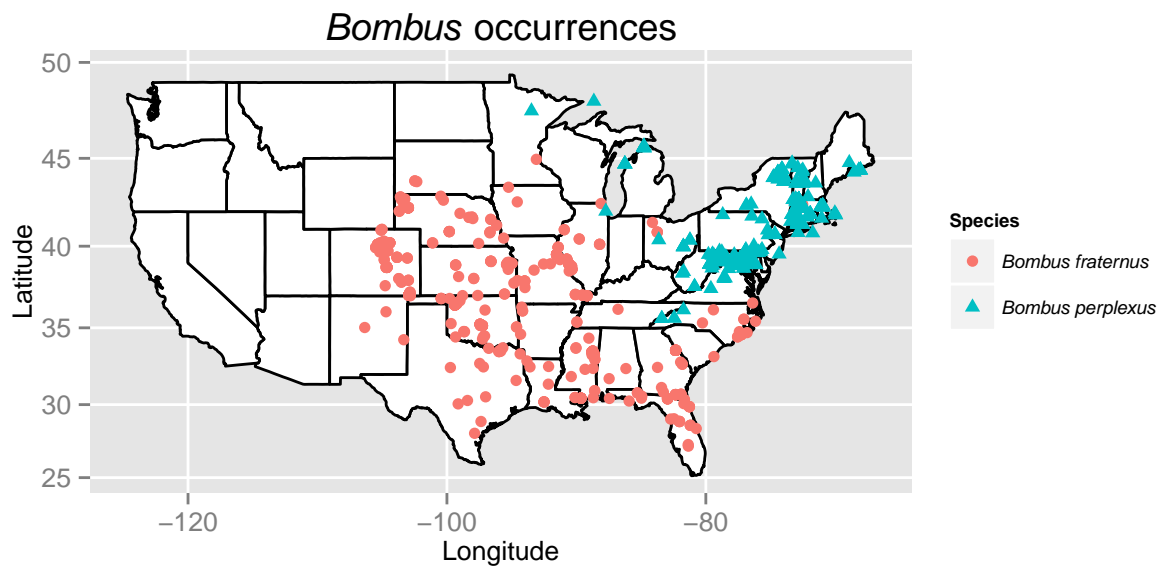 Bombus occurrences
50
45
40
35
30
25
Latitude
−120
−100
−80
Longitude
Species
Bombus fraternus
Bombus perplexus